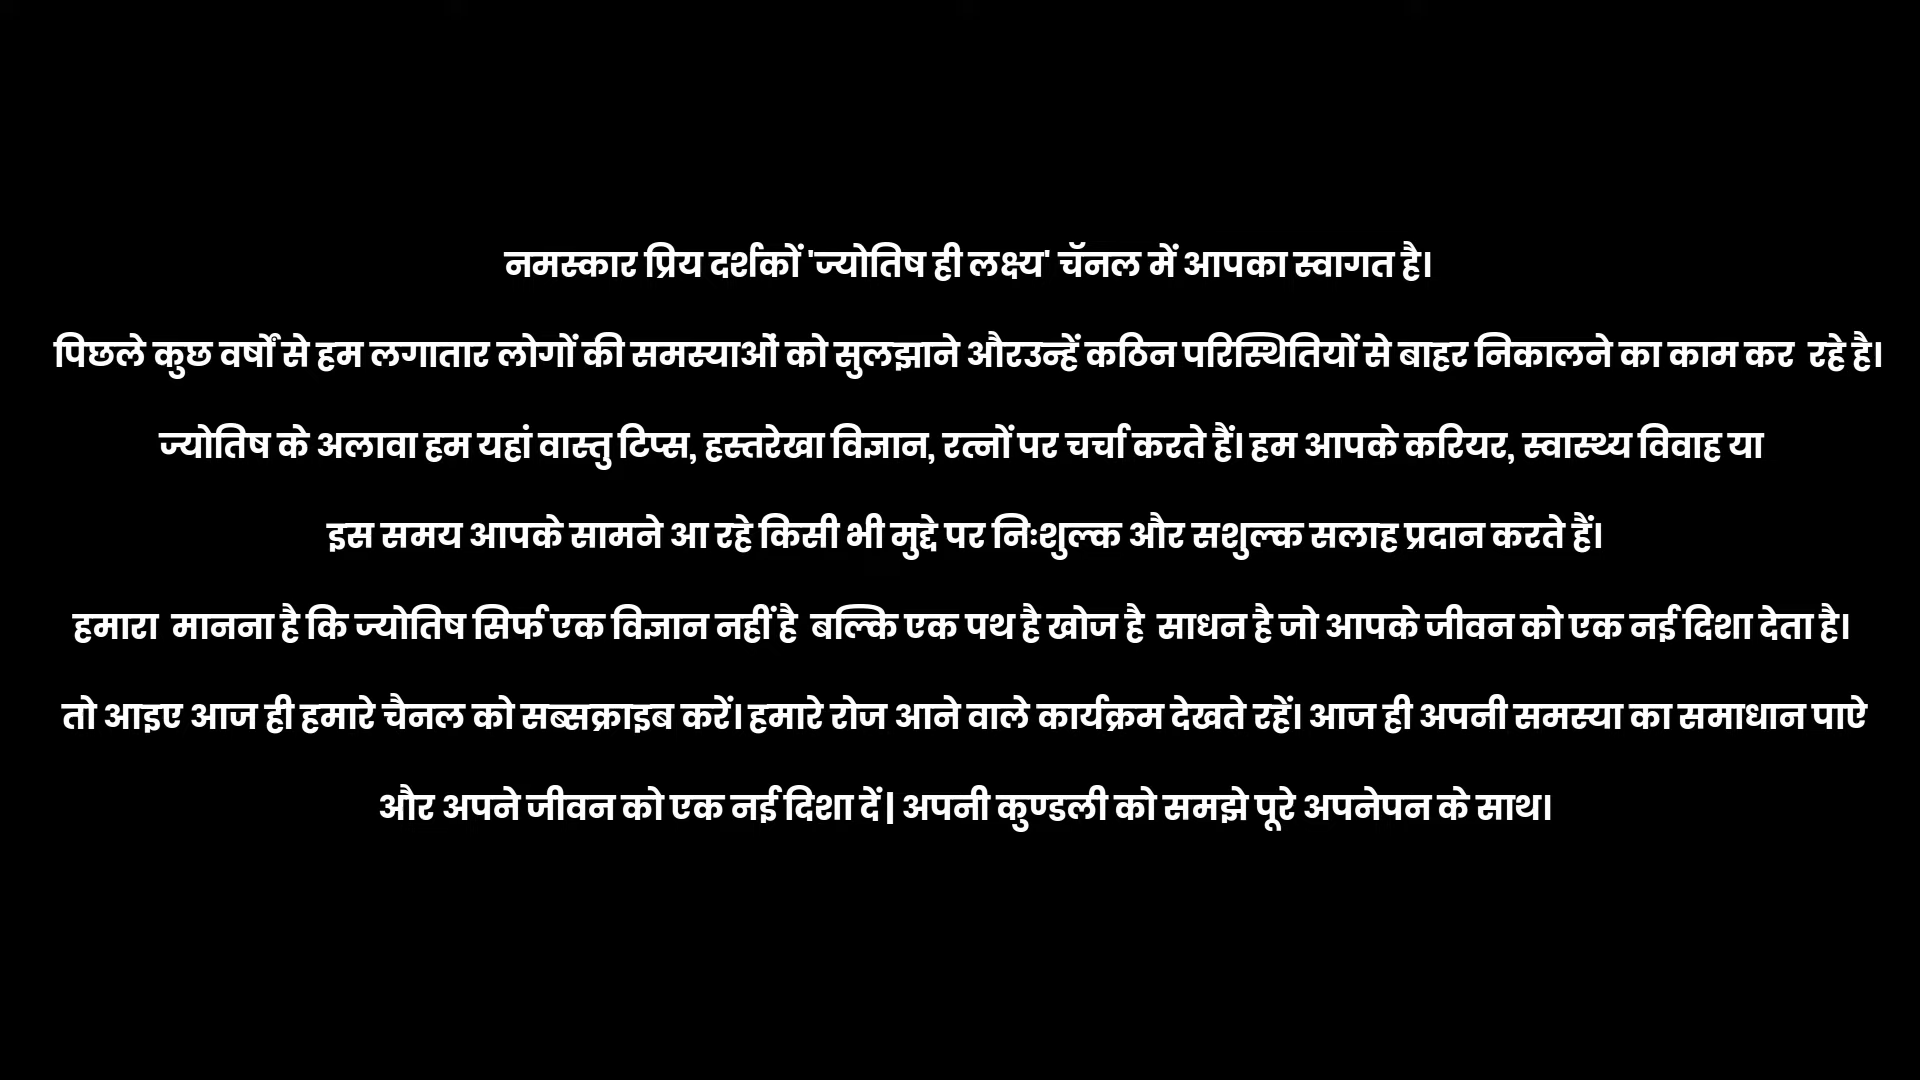 नमस्कार प्रिय दर्शकों 'ज्योतिष ही लक्ष्य' चॅनल में आपका स्वागत है।
पिछले कुछ वर्षों से हम लगातार लोगों की समस्याओं को सुलझाने औरउन्हें कठिन परिस्थितियों से बाहर निकालने का काम कर  रहे है।
ज्योतिष के अलावा हम यहां वास्तु टिप्स, हस्तरेखा विज्ञान, रत्नों पर चर्चा करते हैं। हम आपके करियर, स्वास्थ्य विवाह या
इस समय आपके सामने आ रहे किसी भी मुद्दे पर निःशुल्क और सशुल्क सलाह प्रदान करते हैं।
हमारा  मानना है कि ज्योतिष सिर्फ एक विज्ञान नहीं है  बल्कि एक पथ है खोज है  साधन है जो आपके जीवन को एक नई दिशा देता है।
तो आइए आज ही हमारे चैनल को सब्सक्राइब करें। हमारे रोज आने वाले कार्यक्रम देखते रहें। आज ही अपनी समस्या का समाधान पाऐ
और अपने जीवन को एक नई दिशा दें | अपनी कुण्डली को समझे पूरे अपनेपन के साथ।